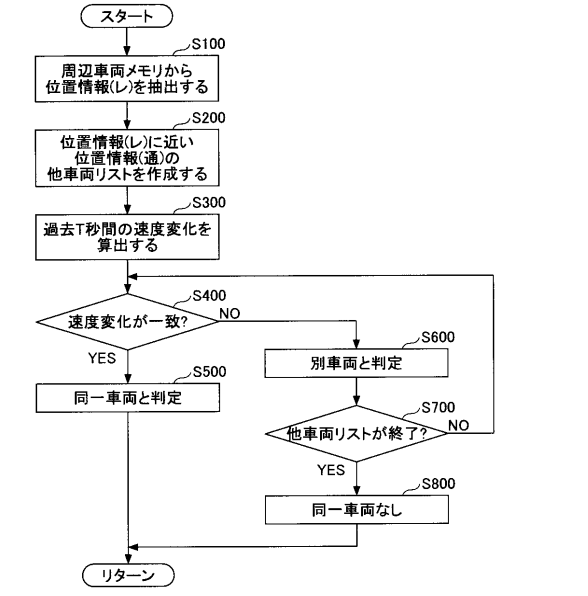 スタート
S100
周辺車両メモリから
位置情報(レ)を抽出する
S200
位置情報(レ)に近い
位置情報(通)の
他車両リストを作成する
S300
過去T秒間の速度変化を
算出する
S400
速度変化が一致?
NO
YES
S500
同一車両と判定
S600
別車両と判定
S700
他車両リストが終了?
NO
YES
S800
同一車両なし
リターン